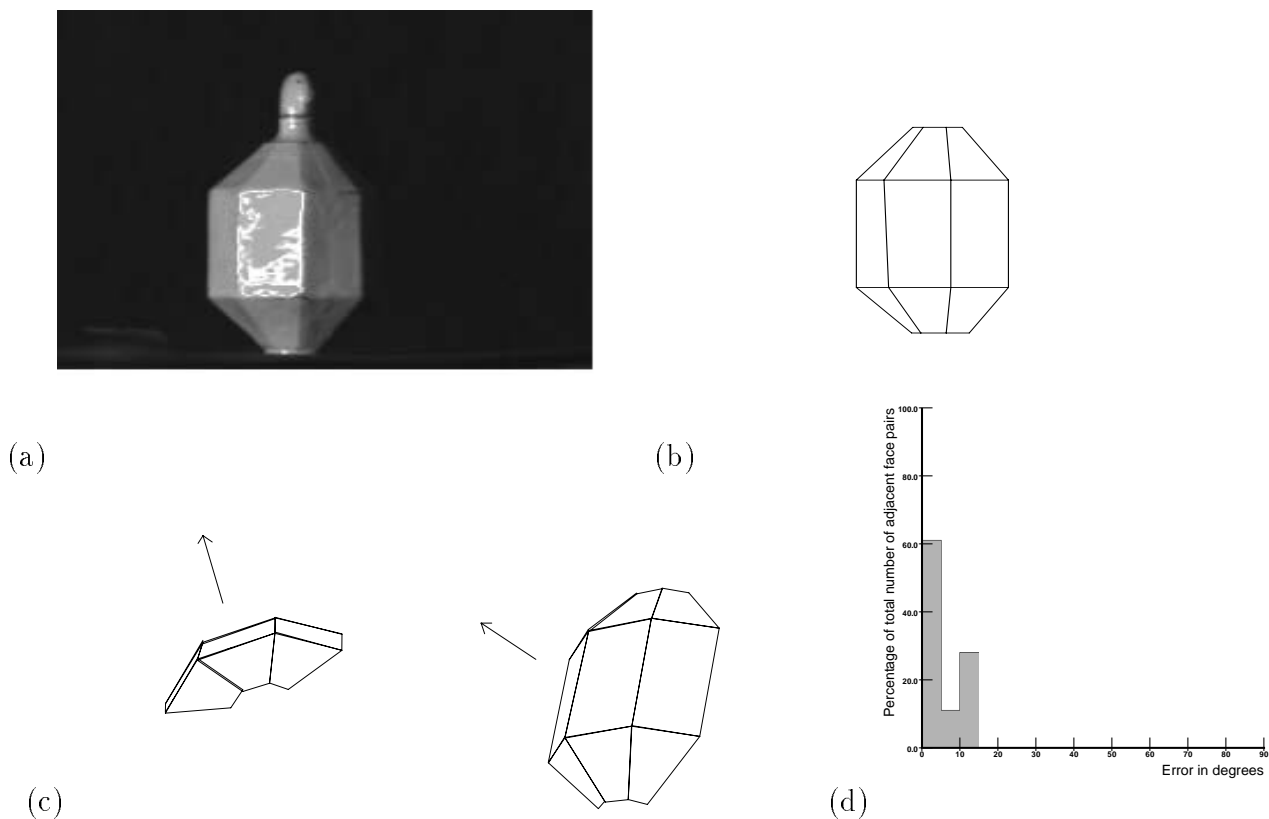 (a)
(b)
Percentage of total number of adjacent face pairs
100.0
80.0
60.0
40.0
20.0
0.0
0 10 20 30 40 50 60 70 80 90
Error in degrees
(c)
(d)